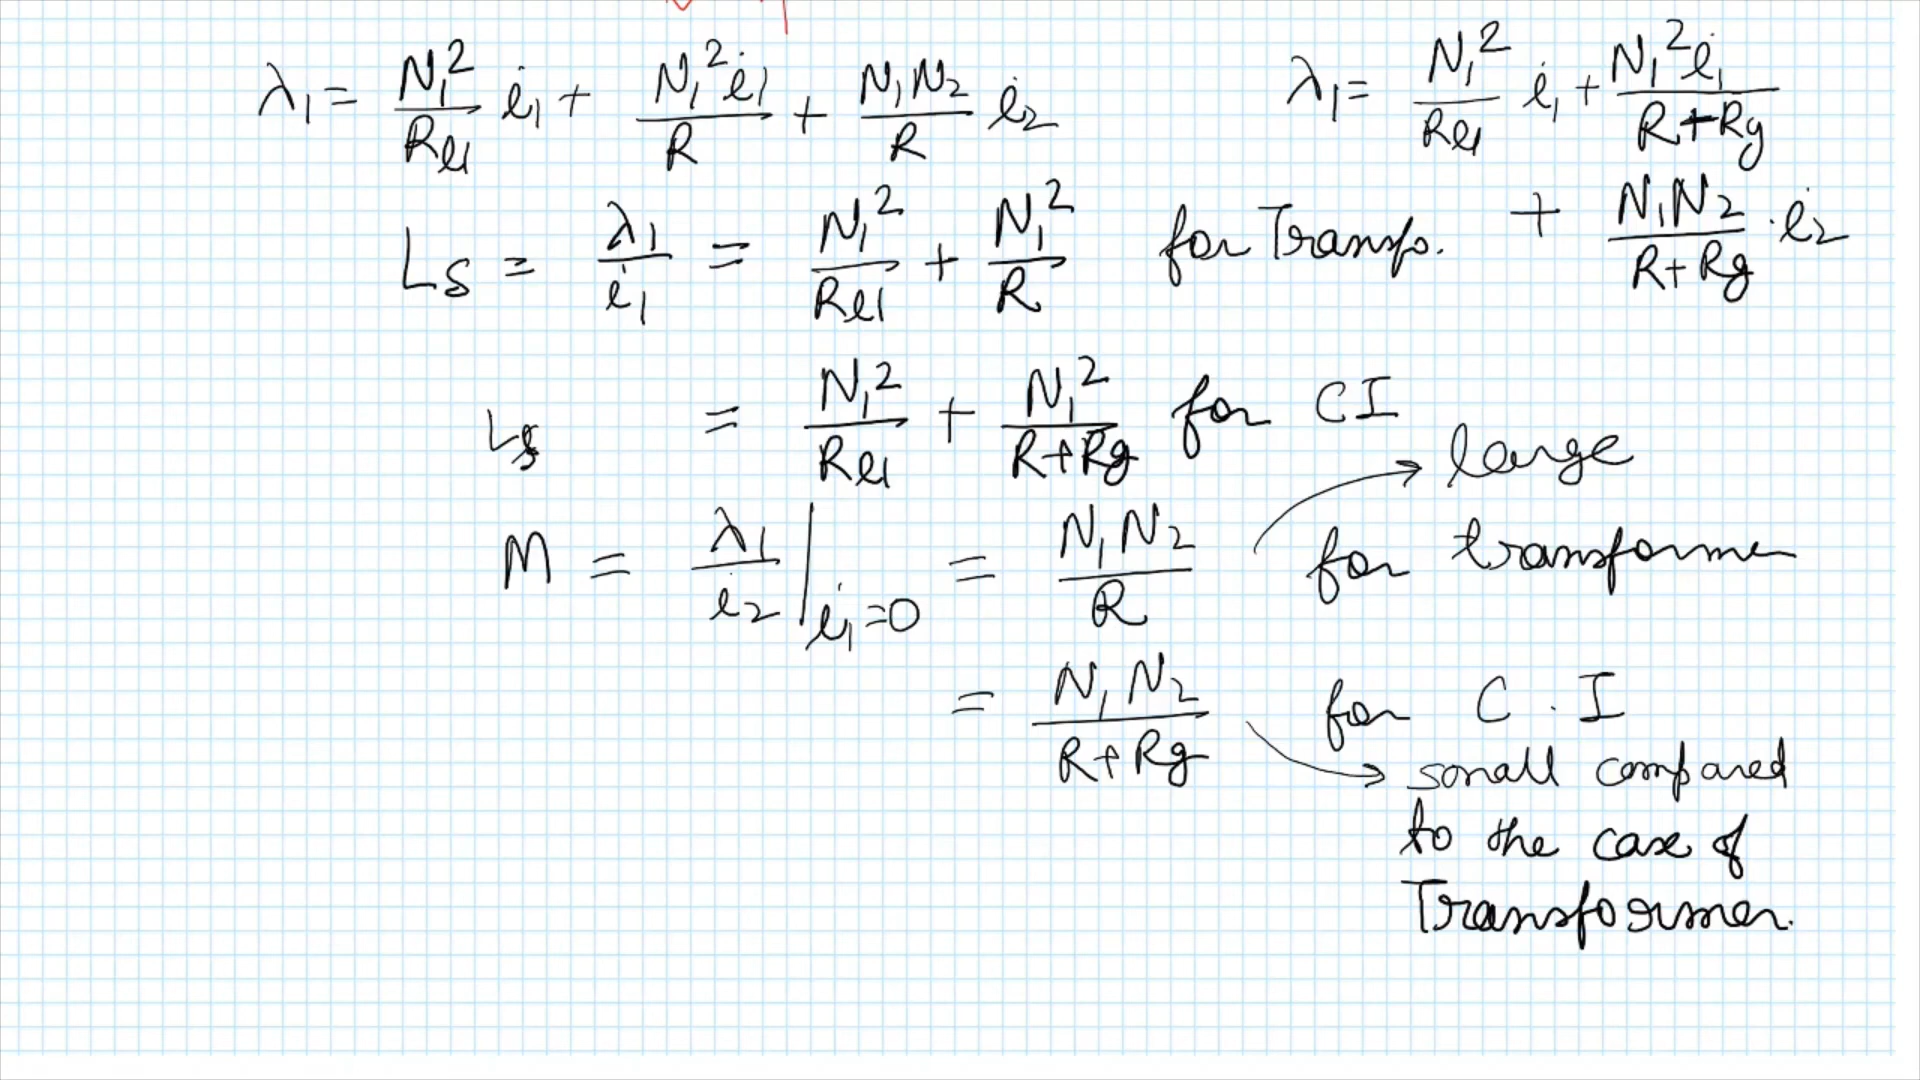 λ₁ = N₁²/Rℓ1 i₁ + N₁² i₁/R + N₁N₂/R i₂
λ₁ = N₁²/Rℓ1 i₁ + N₁² i₁/R+Rg
+ N₁N₂/R+Rg · i₂
LS = λ₁/i₁ = N₁²/Rℓ1 + N₁²/R for Transfo.
Ls = N₁²/Rℓ1 + N₁²/R+Rg for CI
large
M = λ₁/i₂ |i₁=0 = N₁N₂/R for transformer
= N₁N₂/R+Rg for C.I
small compared
to the case of
Transformer.